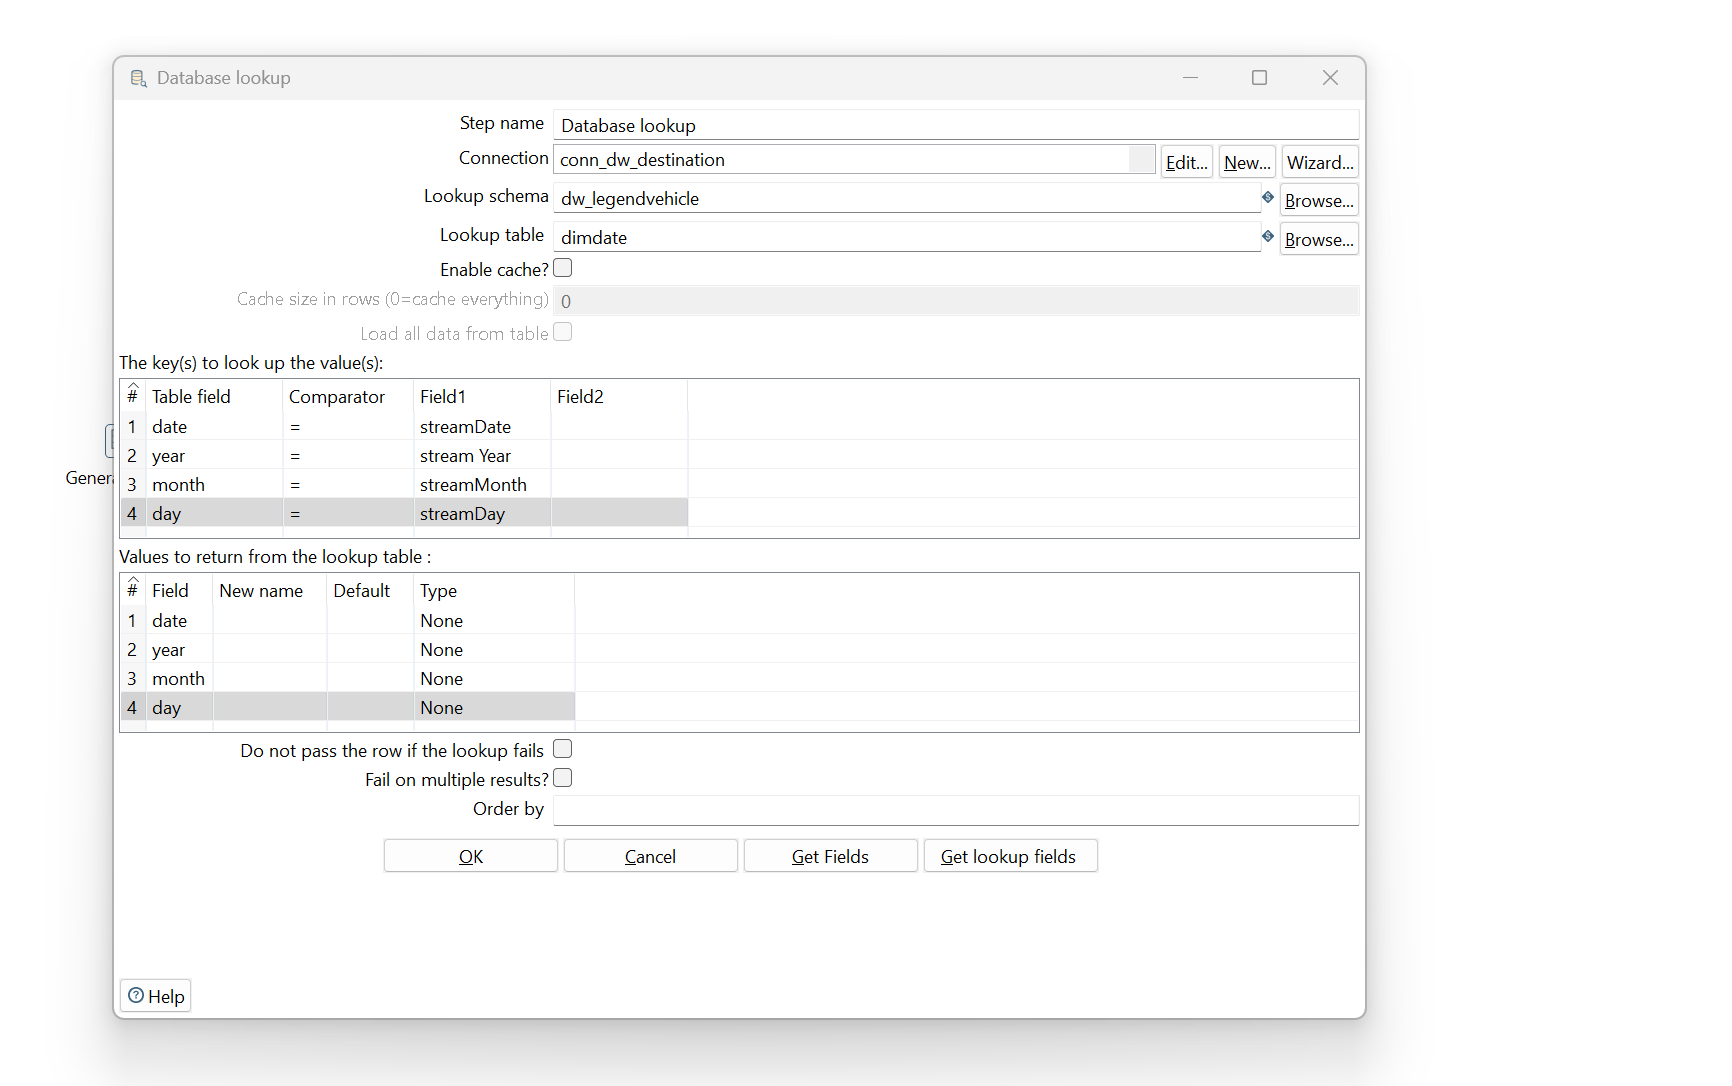 Database lookup
Step name Database lookup
Connection conn_dw_destination Edit... New... Wizard...
Lookup schema dw_legendvehicle Browse...
Lookup table dimdate Browse...
Enable cache?
Cache size in rows (0=cache everything) 0
Load all data from table
The key(s) to look up the value(s):
# Table field Comparator Field1 Field2
1 date = streamDate
2 year = stream Year
3 month = streamMonth
4 day = streamDay
Values to return from the lookup table :
# Field New name Default Type
1 date None
2 year None
3 month None
4 day None
Do not pass the row if the lookup fails
Fail on multiple results?
Order by
OK Cancel Get Fields Get lookup fields
Help
Genera